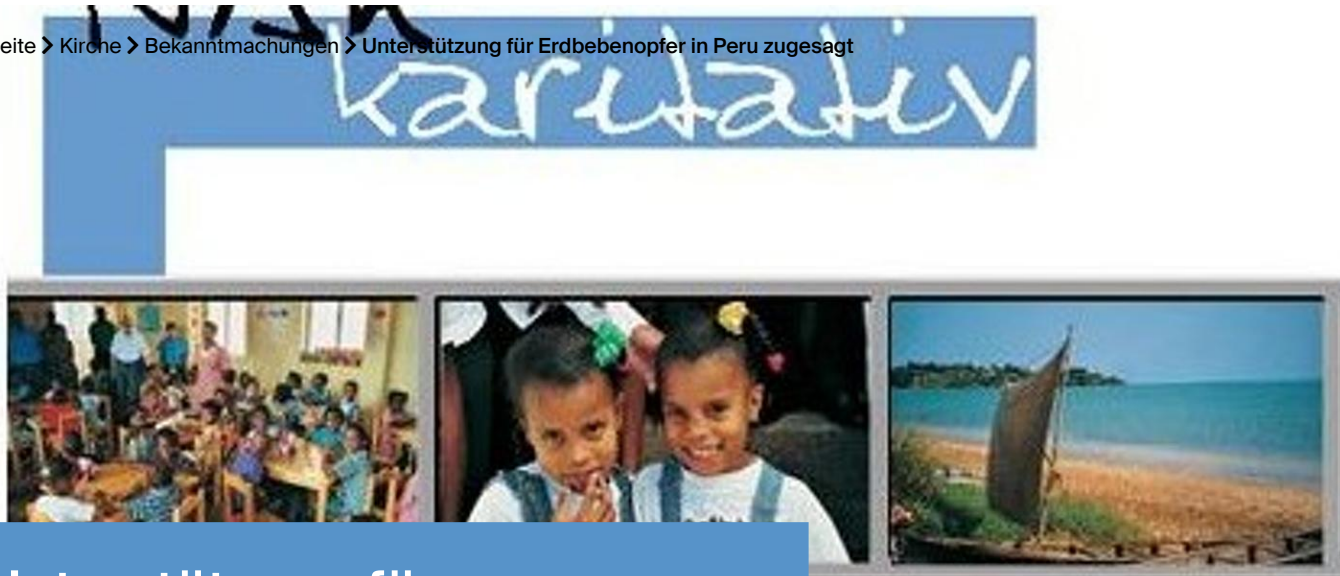 eite > Kirche > Bekanntmachungen > Unterstützung für Erdbebenopfer in Peru zugesagt
karitativ